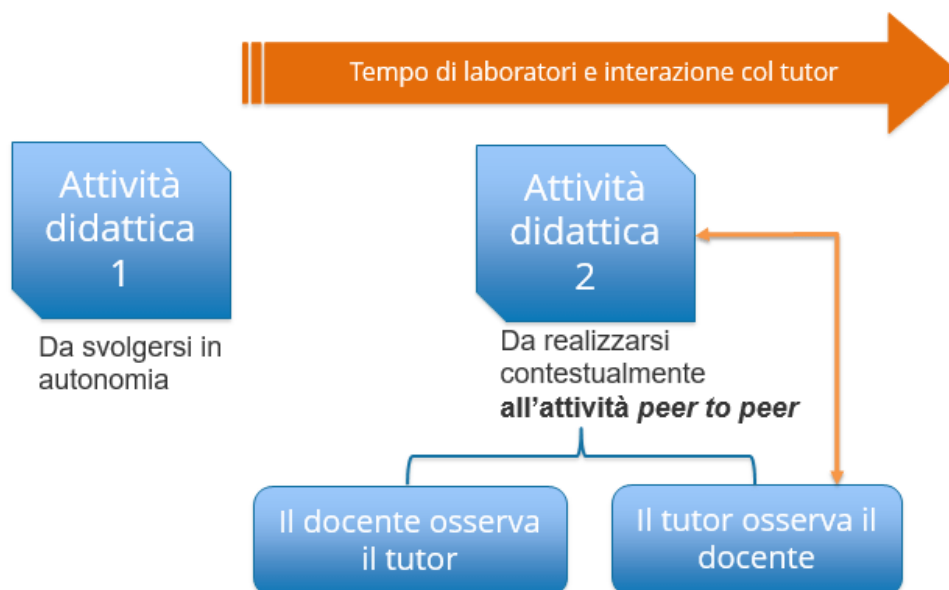 Tempo di laboratori e interazione col tutor
Attività
didattica
1
Da svolgersi in
autonomia
Attività
didattica
2
Da realizzarsi
contestualmente
all'attività peer to peer
Il docente osserva
il tutor
Il tutor osserva il
docente